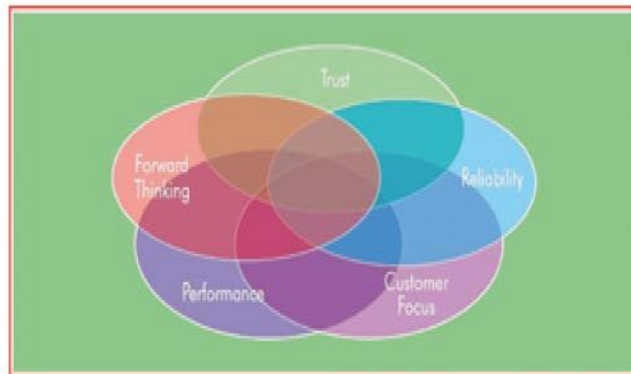 Trust
Forward
Thinking
Reliability
Performance
Customer
Focus